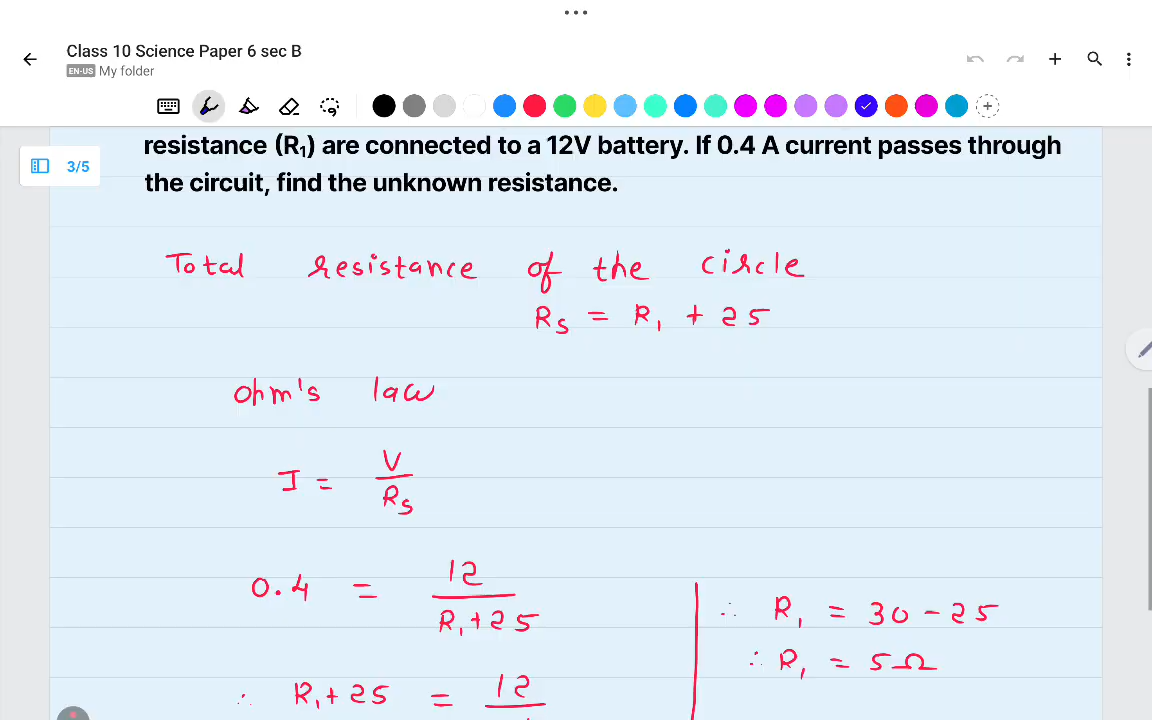 Class 10 Science Paper 6 sec B
EN-US My folder
3/5
resistance (R₁) are connected to a 12V battery. If 0.4 A current passes through
the circuit, find the unknown resistance.
Total resistance of the circle
Rs = R₁ + 25
ohm's law
I = V/Rs
0.4 = 12/(R₁+25)
∴ R₁+25 = 12
∴ R₁ = 30 - 25
∴ R₁ = 5Ω